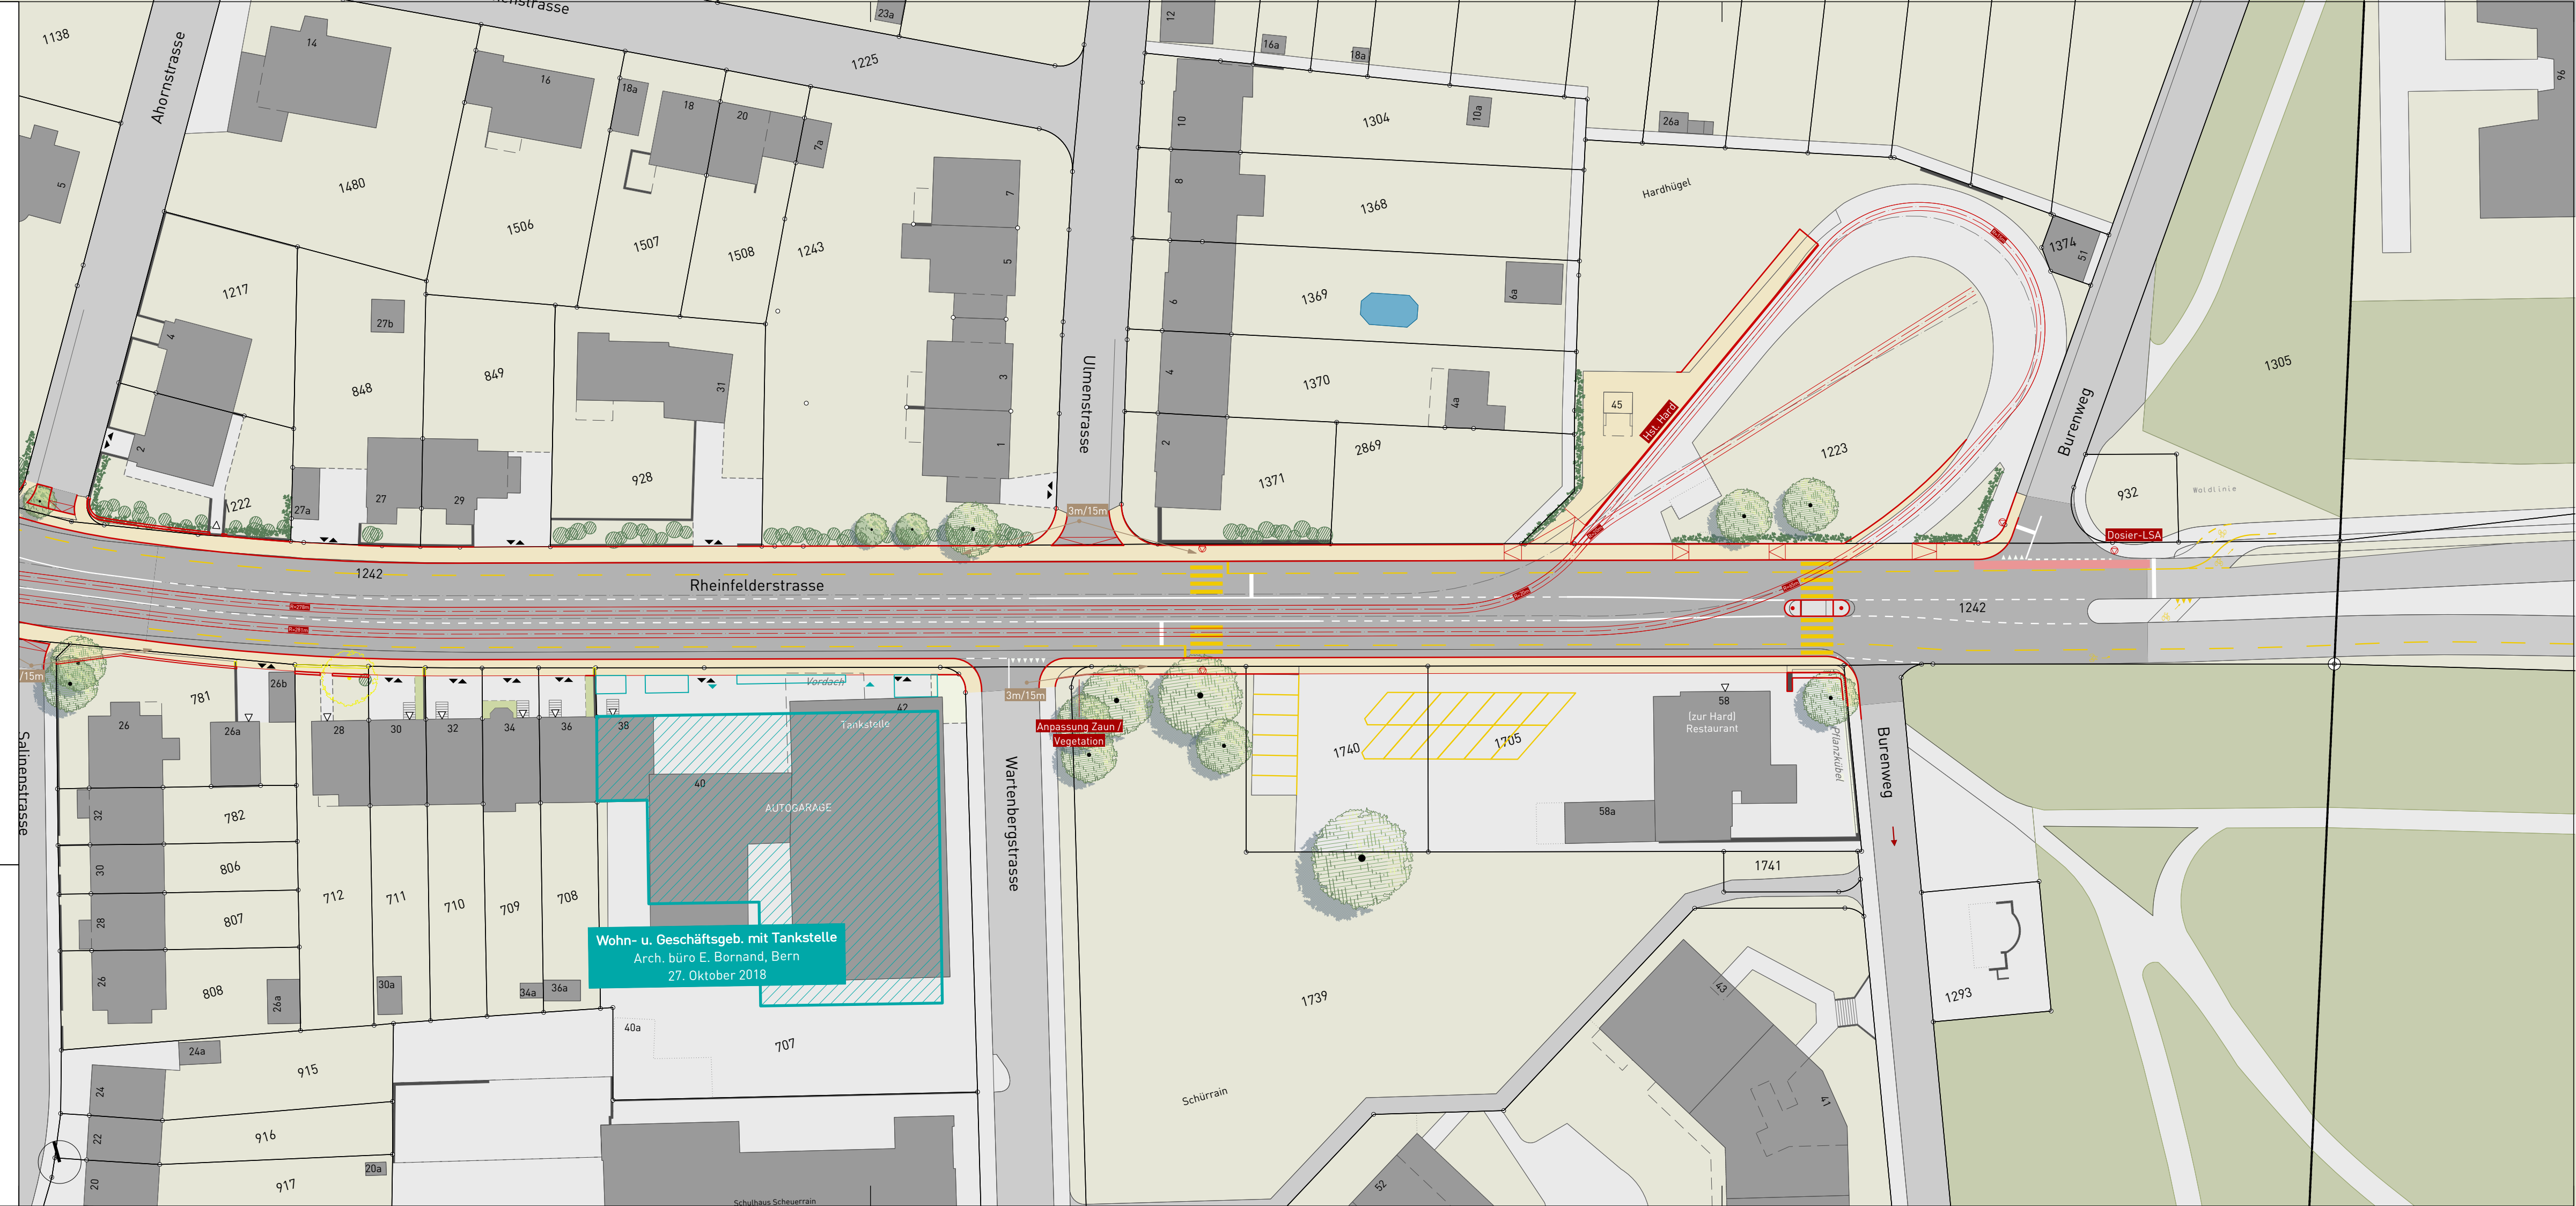 1138
Ahornstrasse
14
16
18a
18
20
7a
23a
1225
12
16a
18a
10
1304
10a
26a
96
5
1480
1506
1507
1508
1243
7
5
8
1368
Hardhügel
1374
51
1217
27b
4
848
849
31
3
1
Ulmenstrasse
6
1369
6a
4
1370
4a
45
Hst. Hard
1223
Burenweg
1305
2
1222
27a
27
29
928
2
1371
2869
932
Waldlinie
3m/15m
Dosier-LSA
1242
Rheinfelderstrasse
1242
/15m
781
26b
26
26a
28
30
32
34
36
38
Vordach
42
Tankstelle
40
AUTOGARAGE
3m/15m
Anpassung Zaun /
Vegetation
1740
1705
58
(zur Hard)
Restaurant
Pflanzkübel
58a
Burenweg
Salinenstrasse
Wartenbergstrasse
32
782
30
806
28
807
26
808
26a
712
711
710
709
708
30a
34a
36a
Wohn- u. Geschäftsgeb. mit Tankstelle
Arch. büro E. Bornand, Bern
27. Oktober 2018
1741
1739
43
41
1293
40a
707
24a
24
915
22
916
20
20a
917
Schürrain
52
Schulhaus Scheuerrain